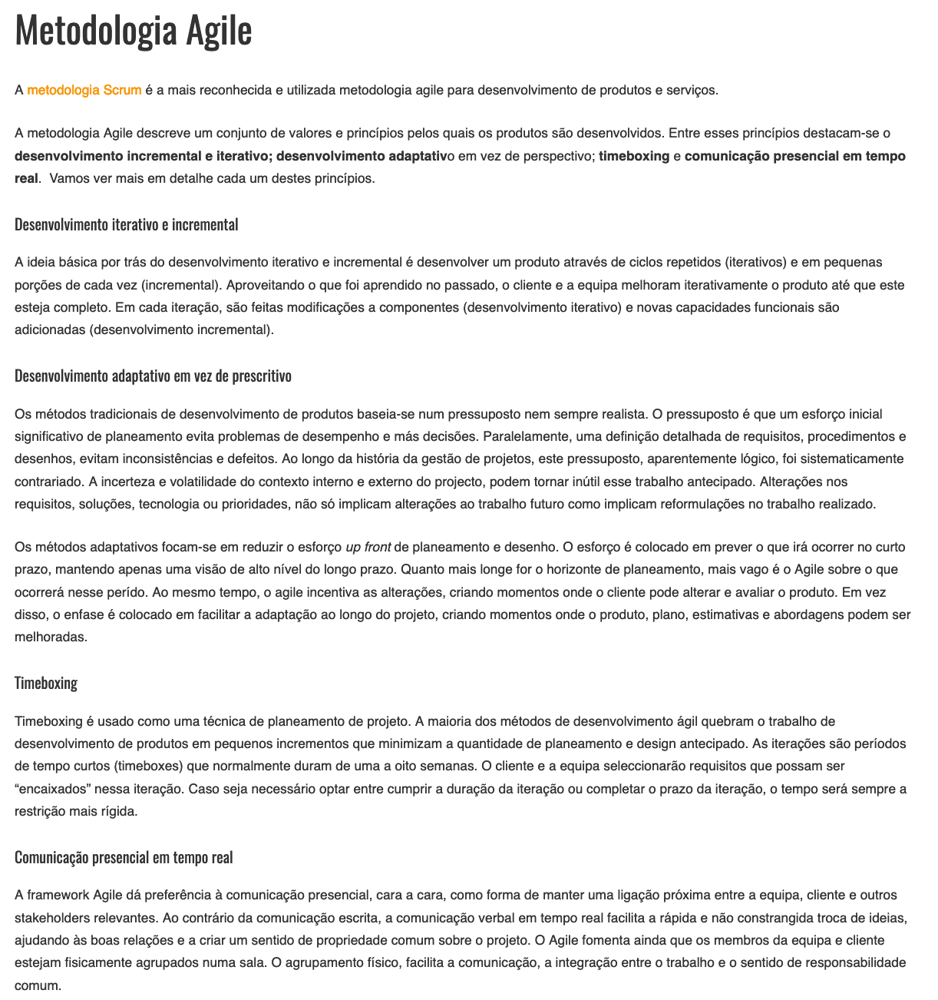 Metodologia Agile
A metodologia Scrum é a mais reconhecida e utilizada metodologia agile para desenvolvimento de produtos e serviços.
A metodologia Agile descreve um conjunto de valores e princípios pelos quais os produtos são desenvolvidos. Entre esses princípios destacam-se o
desenvolvimento incremental e iterativo; desenvolvimento adaptativo em vez de perspectivo; timeboxing e comunicação presencial em tempo
real.  Vamos ver mais em detalhe cada um destes princípios.
Desenvolvimento iterativo e incremental
A ideia básica por trás do desenvolvimento iterativo e incremental é desenvolver um produto através de ciclos repetidos (iterativos) e em pequenas
porções de cada vez (incremental). Aproveitando o que foi aprendido no passado, o cliente e a equipa melhoram iterativamente o produto até que este
esteja completo. Em cada iteração, são feitas modificações a componentes (desenvolvimento iterativo) e novas capacidades funcionais são
adicionadas (desenvolvimento incremental).
Desenvolvimento adaptativo em vez de prescritivo
Os métodos tradicionais de desenvolvimento de produtos baseia-se num pressuposto nem sempre realista. O pressuposto é que um esforço inicial
significativo de planeamento evita problemas de desempenho e más decisões. Paralelamente, uma definição detalhada de requisitos, procedimentos e
desenhos, evitam inconsistências e defeitos. Ao longo da história da gestão de projetos, este pressuposto, aparentemente lógico, foi sistematicamente
contrariado. A incerteza e volatilidade do contexto interno e externo do projecto, podem tornar inútil esse trabalho antecipado. Alterações nos
requisitos, soluções, tecnologia ou prioridades, não só implicam alterações ao trabalho futuro como implicam reformulações no trabalho realizado.
Os métodos adaptativos focam-se em reduzir o esforço up front de planeamento e desenho. O esforço é colocado em prever o que irá ocorrer no curto
prazo, mantendo apenas uma visão de alto nível do longo prazo. Quanto mais longe for o horizonte de planeamento, mais vago é o Agile sobre o que
ocorrerá nesse perído. Ao mesmo tempo, o agile incentiva as alterações, criando momentos onde o cliente pode alterar e avaliar o produto. Em vez
disso, o enfase é colocado em facilitar a adaptação ao longo do projeto, criando momentos onde o produto, plano, estimativas e abordagens podem ser
melhoradas.
Timeboxing
Timeboxing é usado como uma técnica de planeamento de projeto. A maioria dos métodos de desenvolvimento ágil quebram o trabalho de
desenvolvimento de produtos em pequenos incrementos que minimizam a quantidade de planeamento e design antecipado. As iterações são períodos
de tempo curtos (timeboxes) que normalmente duram de uma a oito semanas. O cliente e a equipa seleccionarão requisitos que possam ser
“encaixados” nessa iteração. Caso seja necessário optar entre cumprir a duração da iteração ou completar o prazo da iteração, o tempo será sempre a
restrição mais rígida.
Comunicação presencial em tempo real
A framework Agile dá preferência à comunicação presencial, cara a cara, como forma de manter uma ligação próxima entre a equipa, cliente e outros
stakeholders relevantes. Ao contrário da comunicação escrita, a comunicação verbal em tempo real facilita a rápida e não constrangida troca de ideias,
ajudando às boas relações e a criar um sentido de propriedade comum sobre o projeto. O Agile fomenta ainda que os membros da equipa e cliente
estejam fisicamente agrupados numa sala. O agrupamento físico, facilita a comunicação, a integração entre o trabalho e o sentido de responsabilidade
comum.